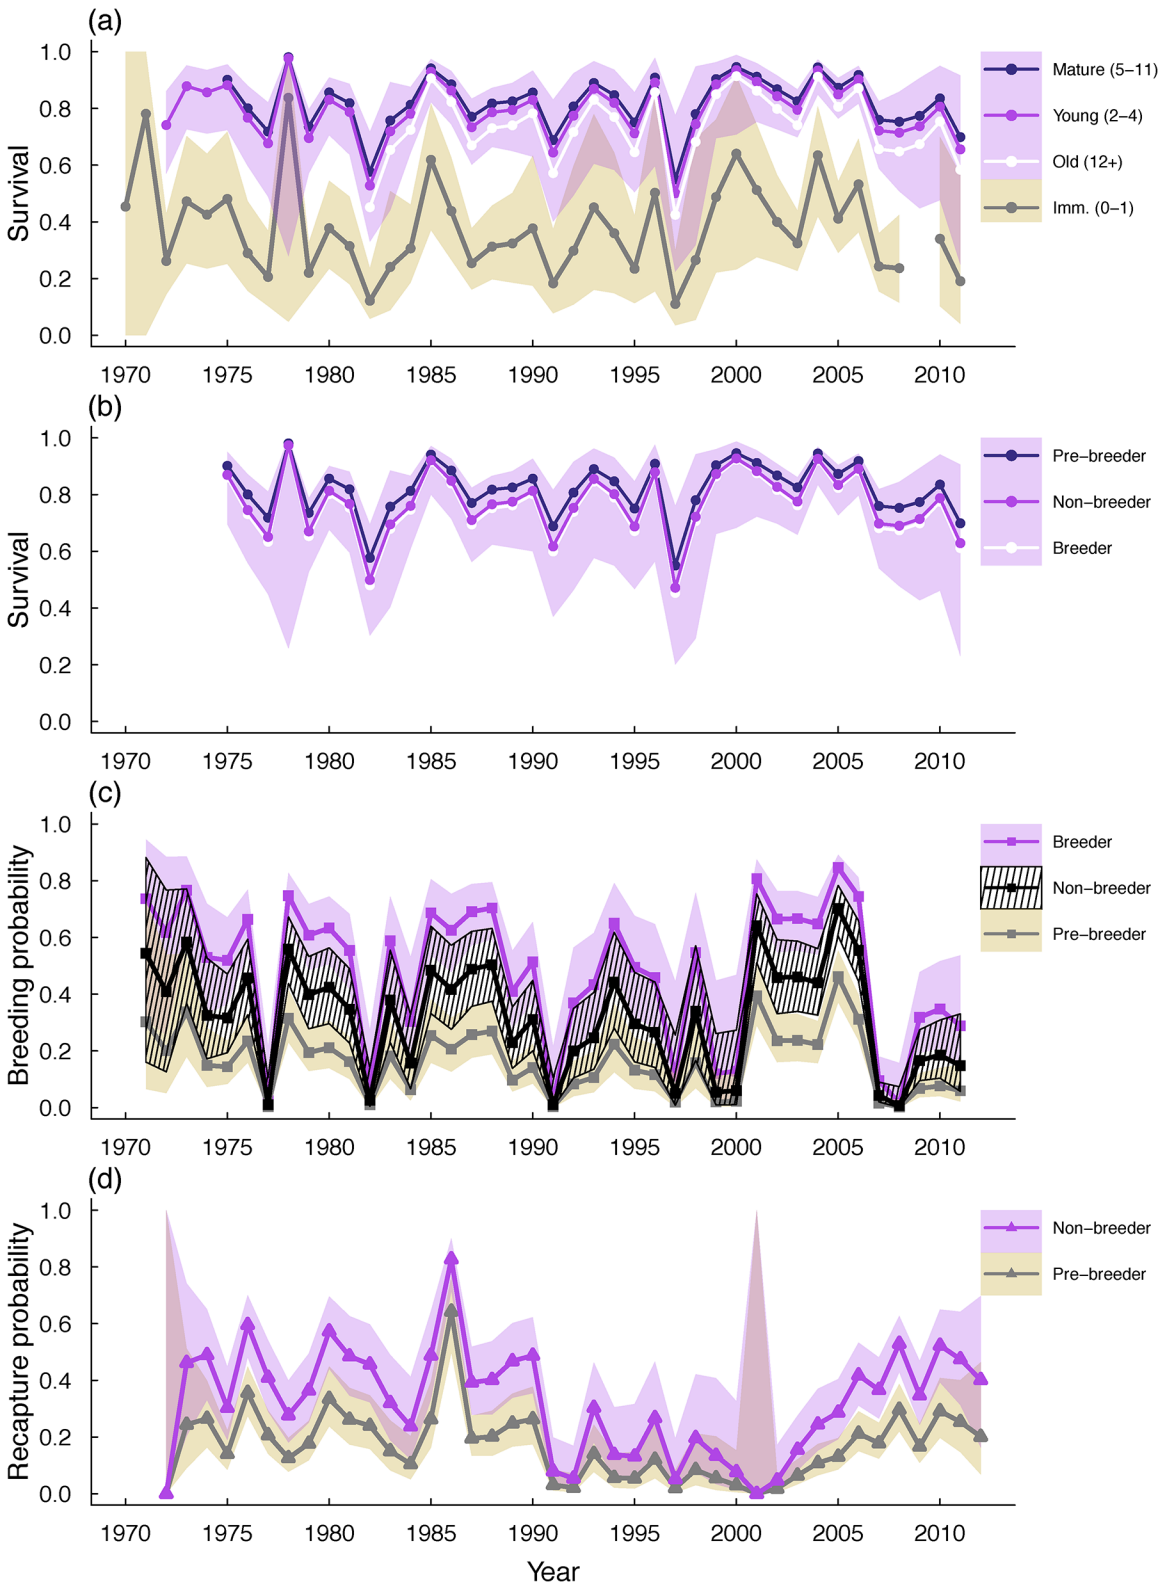 (a)
1.0
0.8
0.6
0.4
0.2
0.0
Survival
Mature (5–11)
Young (2–4)
Old (12+)
Imm. (0–1)
1970 1975 1980 1985 1990 1995 2000 2005 2010
(b)
1.0
0.8
0.6
0.4
0.2
0.0
Survival
Pre–breeder
Non–breeder
Breeder
1970 1975 1980 1985 1990 1995 2000 2005 2010
(c)
1.0
0.8
0.6
0.4
0.2
0.0
Breeding probability
Breeder
Non–breeder
Pre–breeder
1970 1975 1980 1985 1990 1995 2000 2005 2010
(d)
1.0
0.8
0.6
0.4
0.2
0.0
Recapture probability
Non–breeder
Pre–breeder
1970 1975 1980 1985 1990 1995 2000 2005 2010
Year